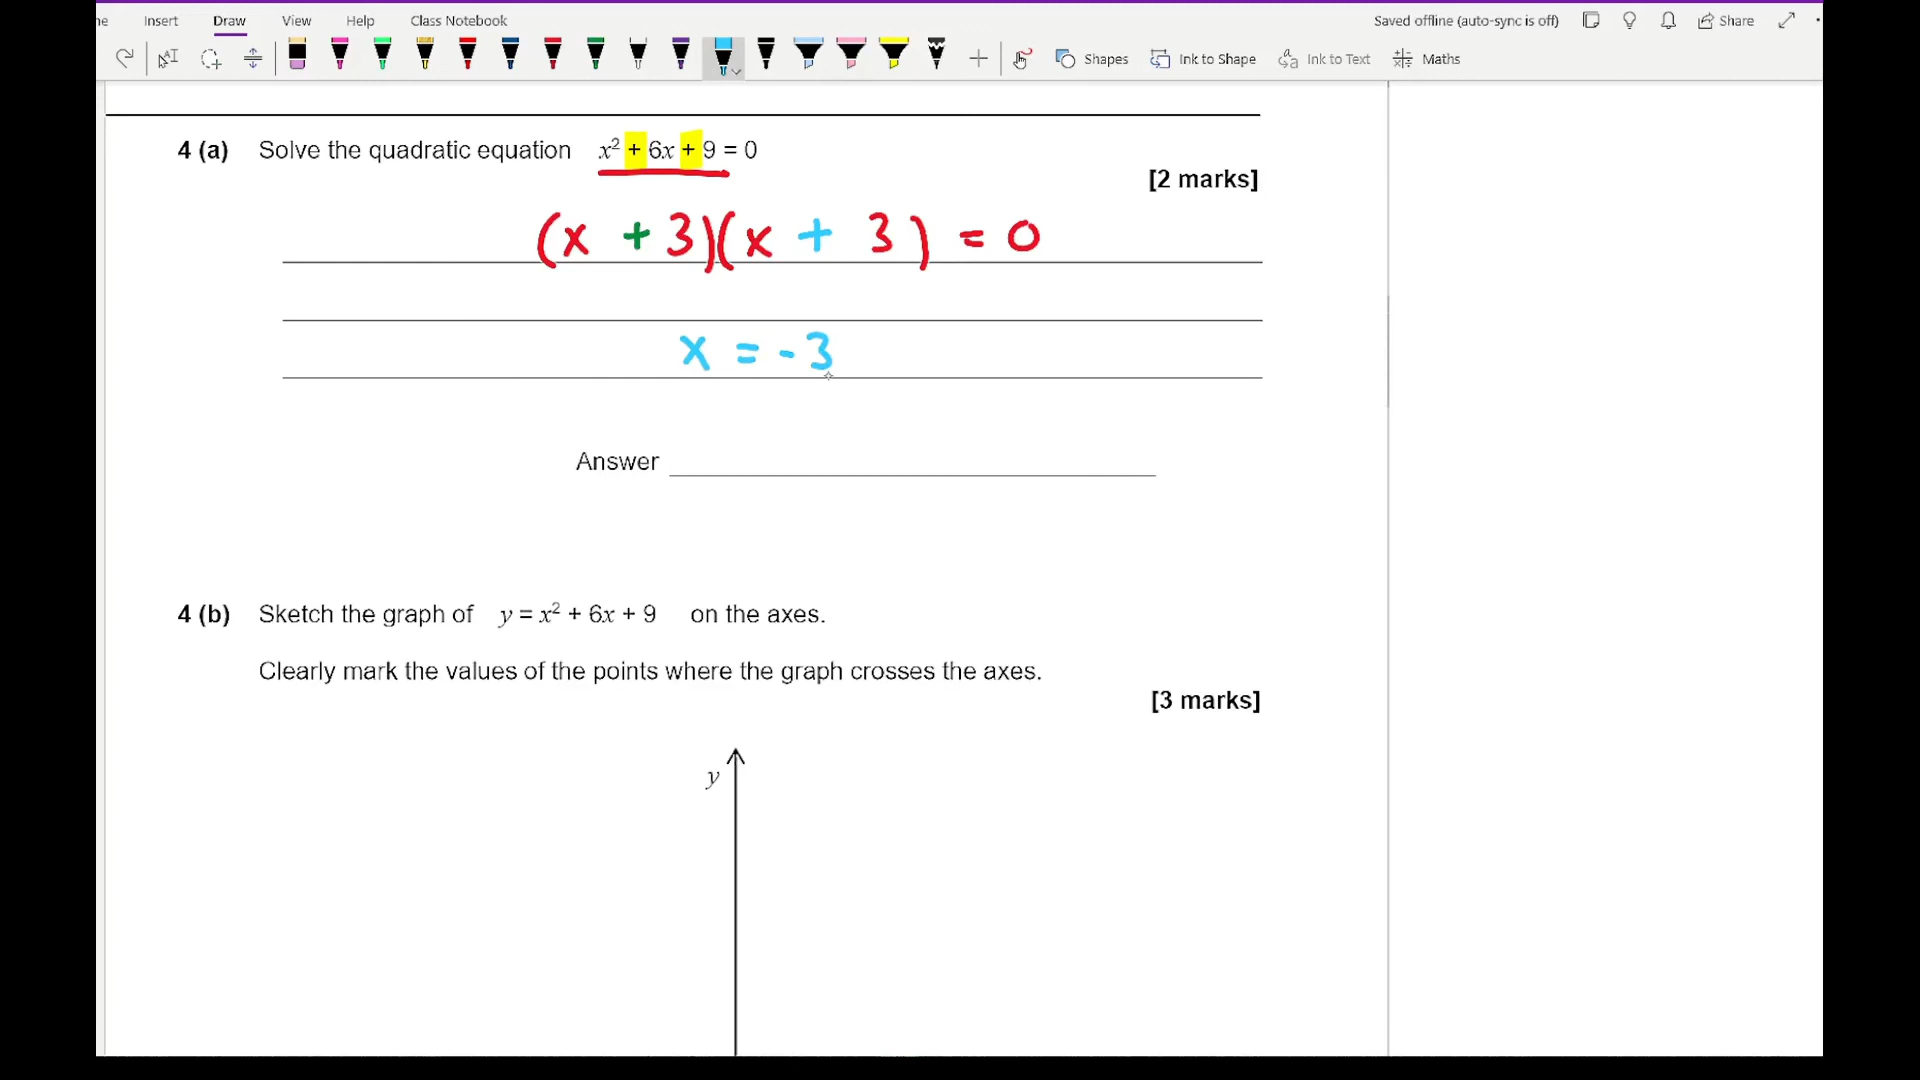 Insert Draw View Help Class Notebook Saved offline (auto-sync is off) Share
Shapes Ink to Shape Ink to Text Maths
4 (a) Solve the quadratic equation x² + 6x + 9 = 0
[2 marks]
(x + 3)(x + 3) = 0
x = -3
Answer
4 (b) Sketch the graph of y = x² + 6x + 9 on the axes.
Clearly mark the values of the points where the graph crosses the axes.
[3 marks]
y